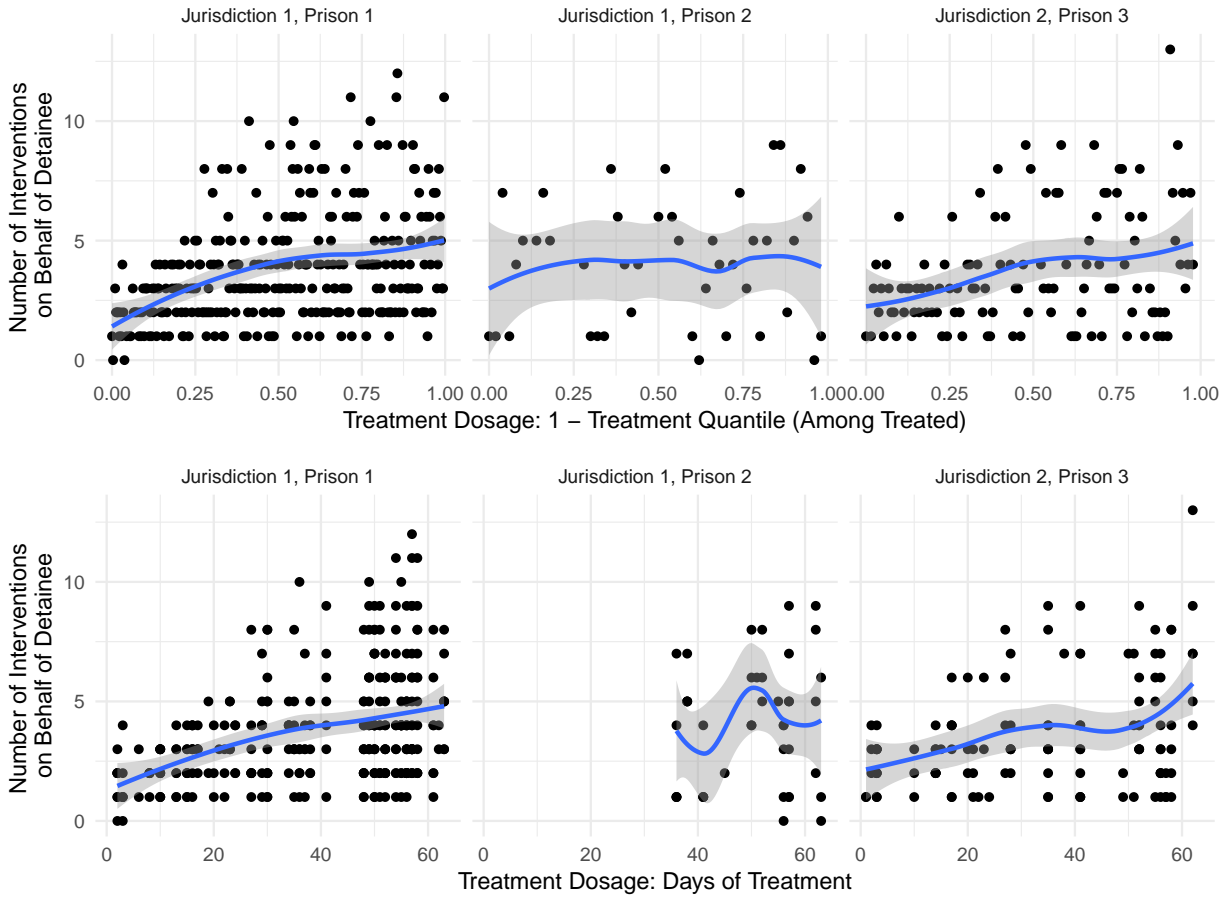 Jurisdiction 1, Prison 1 Jurisdiction 1, Prison 2 Jurisdiction 2, Prison 3
Number of Interventions
on Behalf of Detainee
10
5
0
0.00 0.25 0.50 0.75 1.00 0.00 0.25 0.50 0.75 1.00 0.00 0.25 0.50 0.75 1.00
Treatment Dosage: 1 − Treatment Quantile (Among Treated)
Jurisdiction 1, Prison 1 Jurisdiction 1, Prison 2 Jurisdiction 2, Prison 3
Number of Interventions
on Behalf of Detainee
10
5
0
0 20 40 60 0 20 40 60 0 20 40 60
Treatment Dosage: Days of Treatment